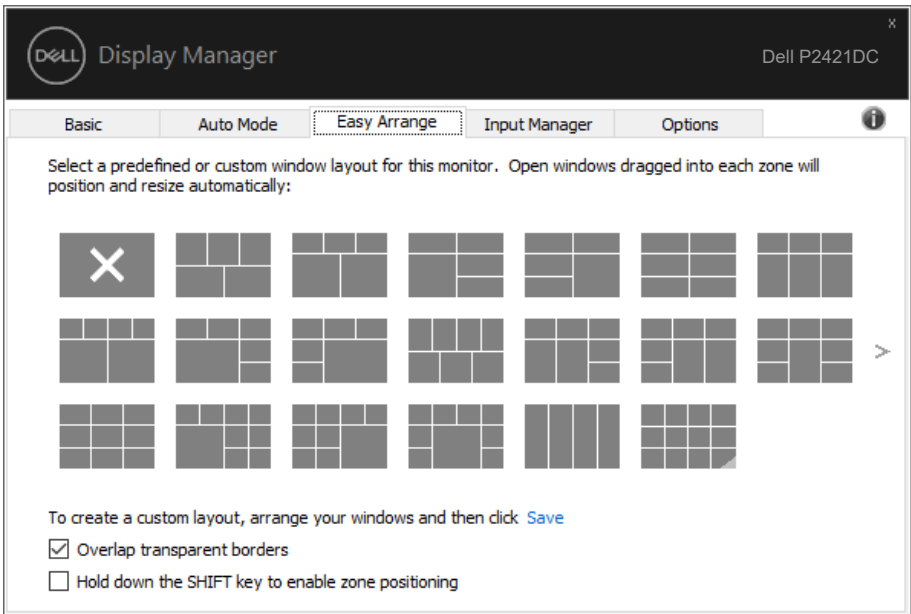 x
DELL Display Manager
Dell P2421DC
Basic Auto Mode Easy Arrange Input Manager Options
Select a predefined or custom window layout for this monitor. Open windows dragged into each zone will
position and resize automatically:
>
To create a custom layout, arrange your windows and then click Save
Overlap transparent borders
Hold down the SHIFT key to enable zone positioning